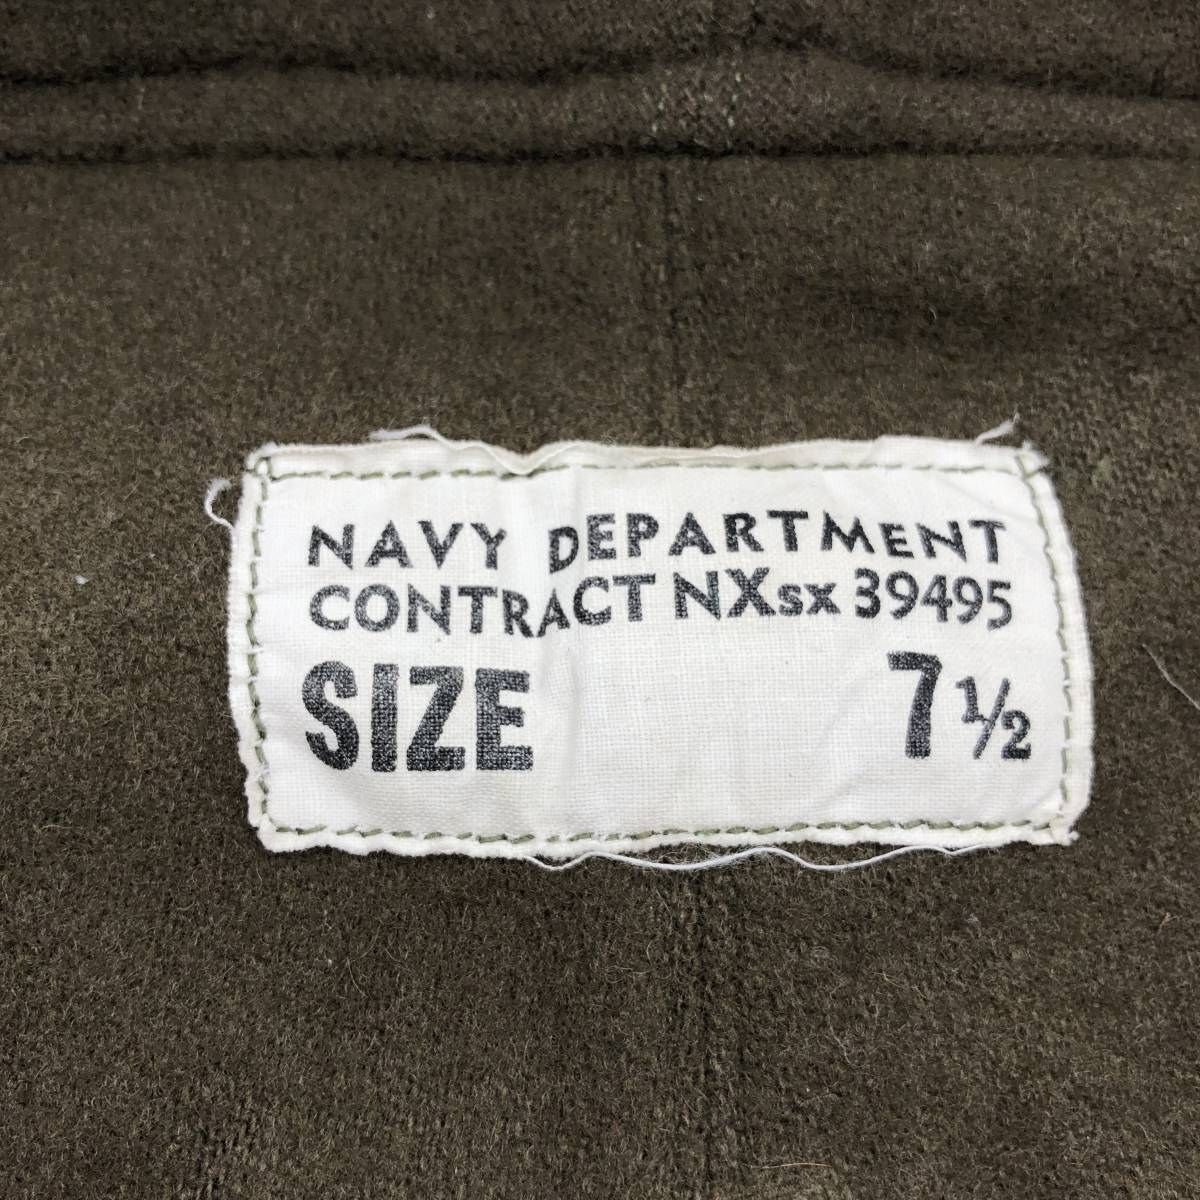 NAVY DEPARTMENT
CONTRACT NXsx 39495
SIZE 7 1/2